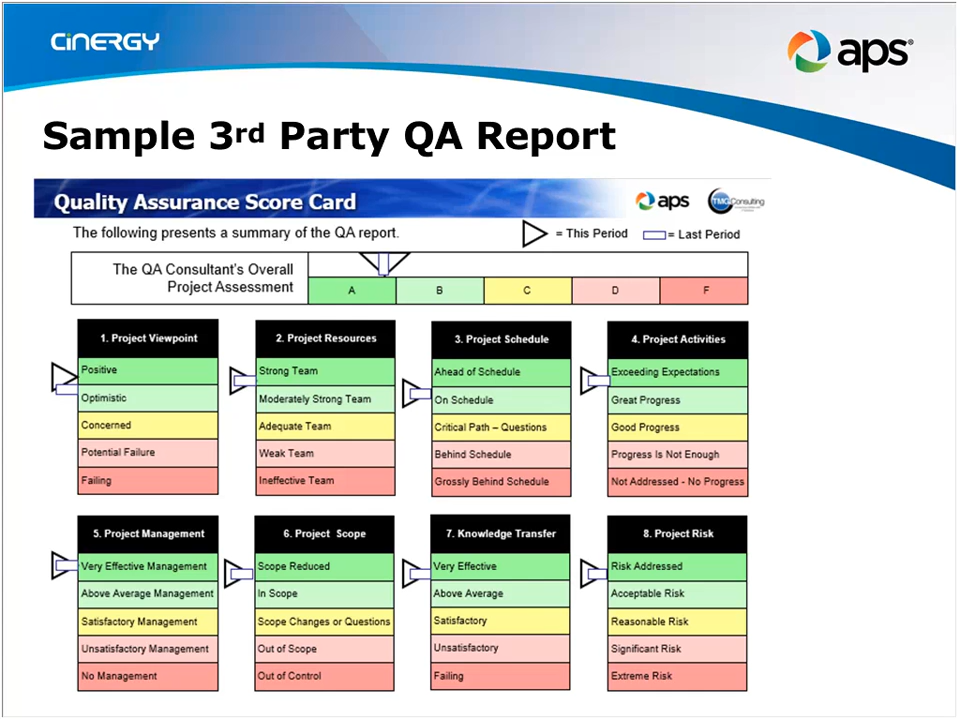 CINERGY
aps®
Sample 3rd Party QA Report
Quality Assurance Score Card
aps
TMG Consulting
The following presents a summary of the QA report.
= This Period
= Last Period
The QA Consultant's Overall
Project Assessment
A
B
C
D
F
1. Project Viewpoint
Positive
Optimistic
Concerned
Potential Failure
Failing
2. Project Resources
Strong Team
Moderately Strong Team
Adequate Team
Weak Team
Ineffective Team
3. Project Schedule
Ahead of Schedule
On Schedule
Critical Path – Questions
Behind Schedule
Grossly Behind Schedule
4. Project Activities
Exceeding Expectations
Great Progress
Good Progress
Progress Is Not Enough
Not Addressed - No Progress
5. Project Management
Very Effective Management
Above Average Management
Satisfactory Management
Unsatisfactory Management
No Management
6. Project Scope
Scope Reduced
In Scope
Scope Changes or Questions
Out of Scope
Out of Control
7. Knowledge Transfer
Very Effective
Above Average
Satisfactory
Unsatisfactory
Failing
8. Project Risk
Risk Addressed
Acceptable Risk
Reasonable Risk
Significant Risk
Extreme Risk